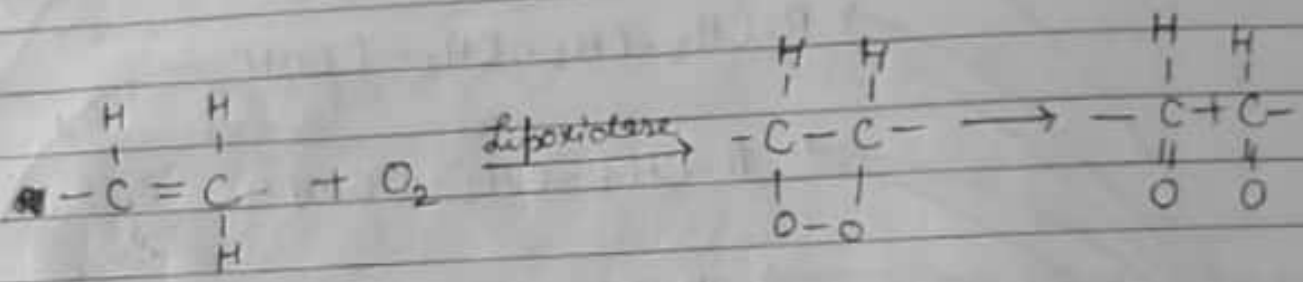 H H H H H H
- C = C - + O₂ Lipoxidase → - C - C - → - C + C -
H O - O O O